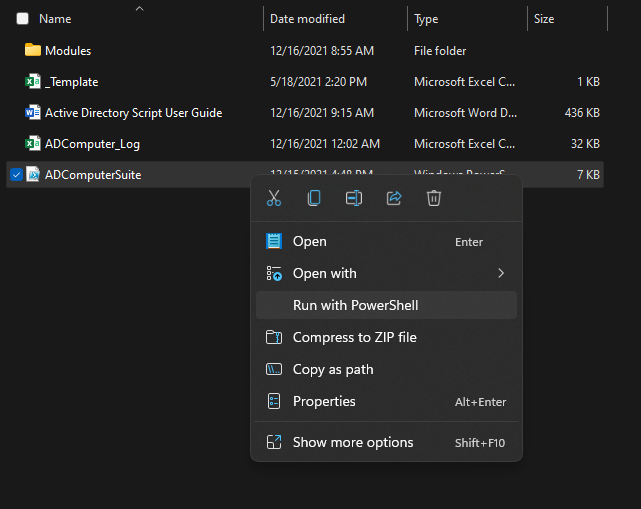 Name Date modified Type Size
Modules 12/16/2021 8:55 AM File folder
_Template 5/18/2021 2:20 PM Microsoft Excel C... 1 KB
Active Directory Script User Guide 12/16/2021 9:15 AM Microsoft Word D... 436 KB
ADComputer_Log 12/16/2021 12:02 AM Microsoft Excel C... 32 KB
ADComputerSuite 12/15/2021 4:48 PM Windows PowerS... 7 KB
Open Enter
Open with
Run with PowerShell
Compress to ZIP file
Copy as path
Properties Alt+Enter
Show more options Shift+F10